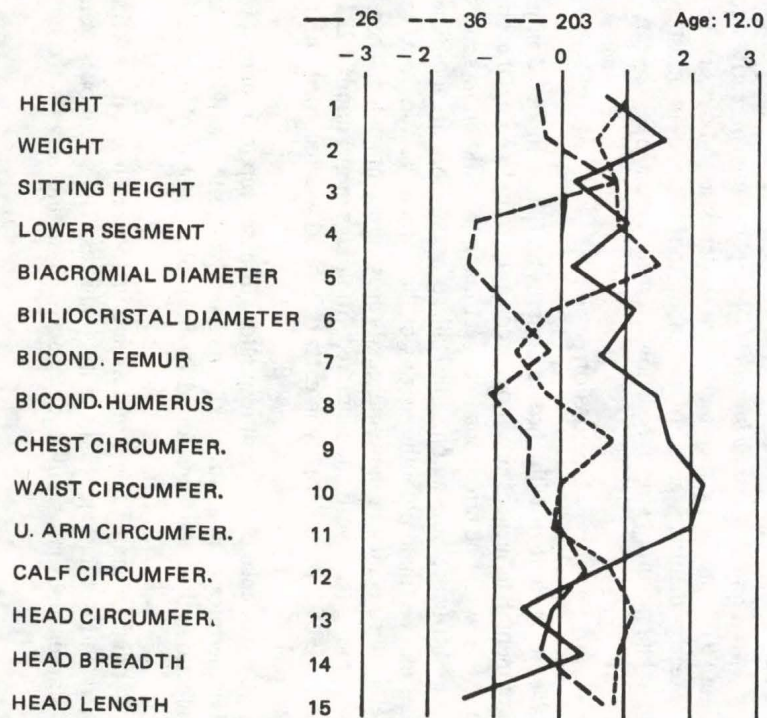 26 36 203 Age: 12.0
−3 −2 − 0 2 3
HEIGHT 1
WEIGHT 2
SITTING HEIGHT 3
LOWER SEGMENT 4
BIACROMIAL DIAMETER 5
BIILIOCRISTAL DIAMETER 6
BICOND. FEMUR 7
BICOND. HUMERUS 8
CHEST CIRCUMFER. 9
WAIST CIRCUMFER. 10
U. ARM CIRCUMFER. 11
CALF CIRCUMFER. 12
HEAD CIRCUMFER. 13
HEAD BREADTH 14
HEAD LENGTH 15